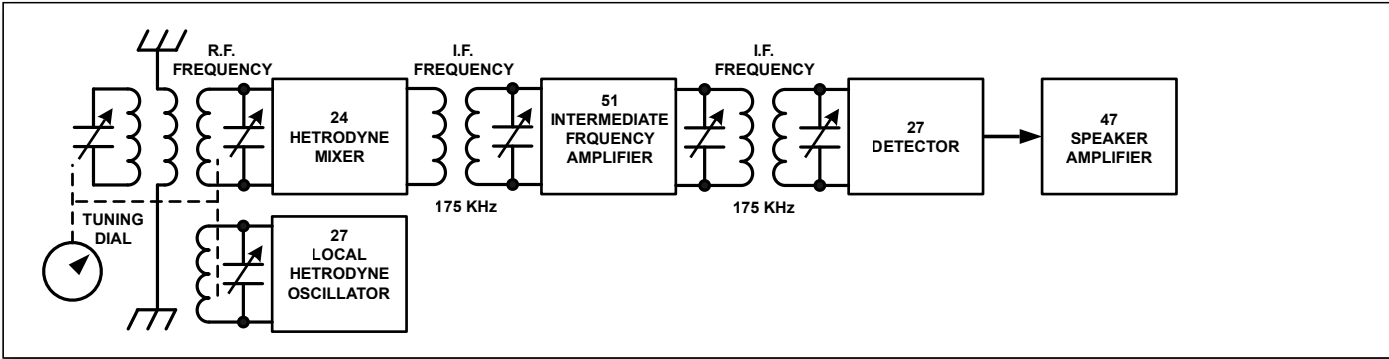 R.F.
FREQUENCY
I.F.
FREQUENCY
I.F.
FREQUENCY
24
HETRODYNE
MIXER
51
INTERMEDIATE
FRQUENCY
AMPLIFIER
27
DETECTOR
47
SPEAKER
AMPLIFIER
175 KHz
175 KHz
TUNING
DIAL
27
LOCAL
HETRODYNE
OSCILLATOR